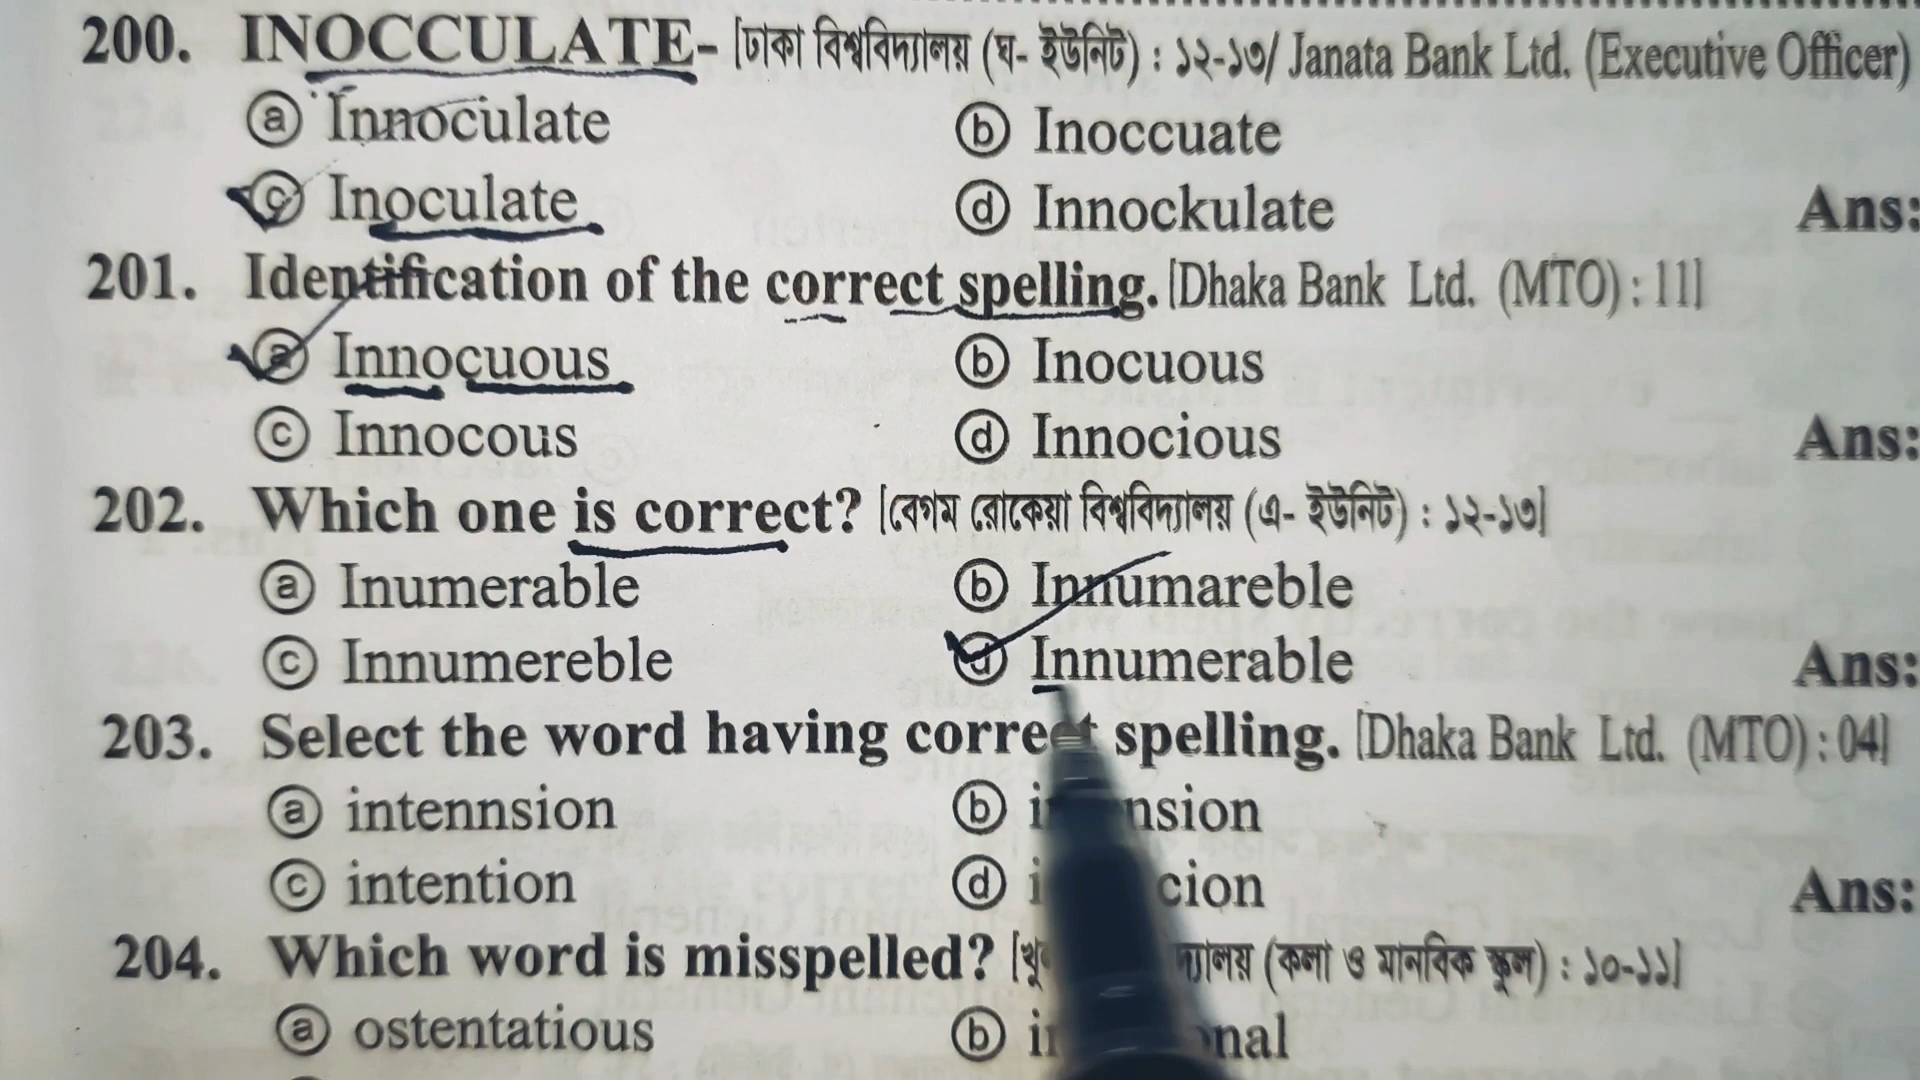 200. INOCCULATE- [ঢাকা বিশ্ববিদ্যালয় (ঘ- ইউনিট) : ১২-১৩/ Janata Bank Ltd. (Executive Officer)
ⓐ Innoculate ⓑ Inoccuate
ⓒ Inoculate ⓓ Innockulate Ans:
201. Identification of the correct spelling. [Dhaka Bank Ltd. (MTO) : 11]
ⓐ Innocuous ⓑ Inocuous
ⓒ Innocous ⓓ Innocious Ans:
202. Which one is correct? [বেগম রোকেয়া বিশ্ববিদ্যালয় (এ- ইউনিট) : ১২-১৩]
ⓐ Inumerable ⓑ Innumareble
ⓒ Innumereble ⓓ Innumerable Ans:
203. Select the word having correct spelling. [Dhaka Bank Ltd. (MTO) : 04]
ⓐ intennsion ⓑ
ⓒ intention ⓓ Ans:
204. Which word is misspelled? (কলা ও মানবিক স্কুল) : ১০-১১]
ⓐ ostentatious ⓑ